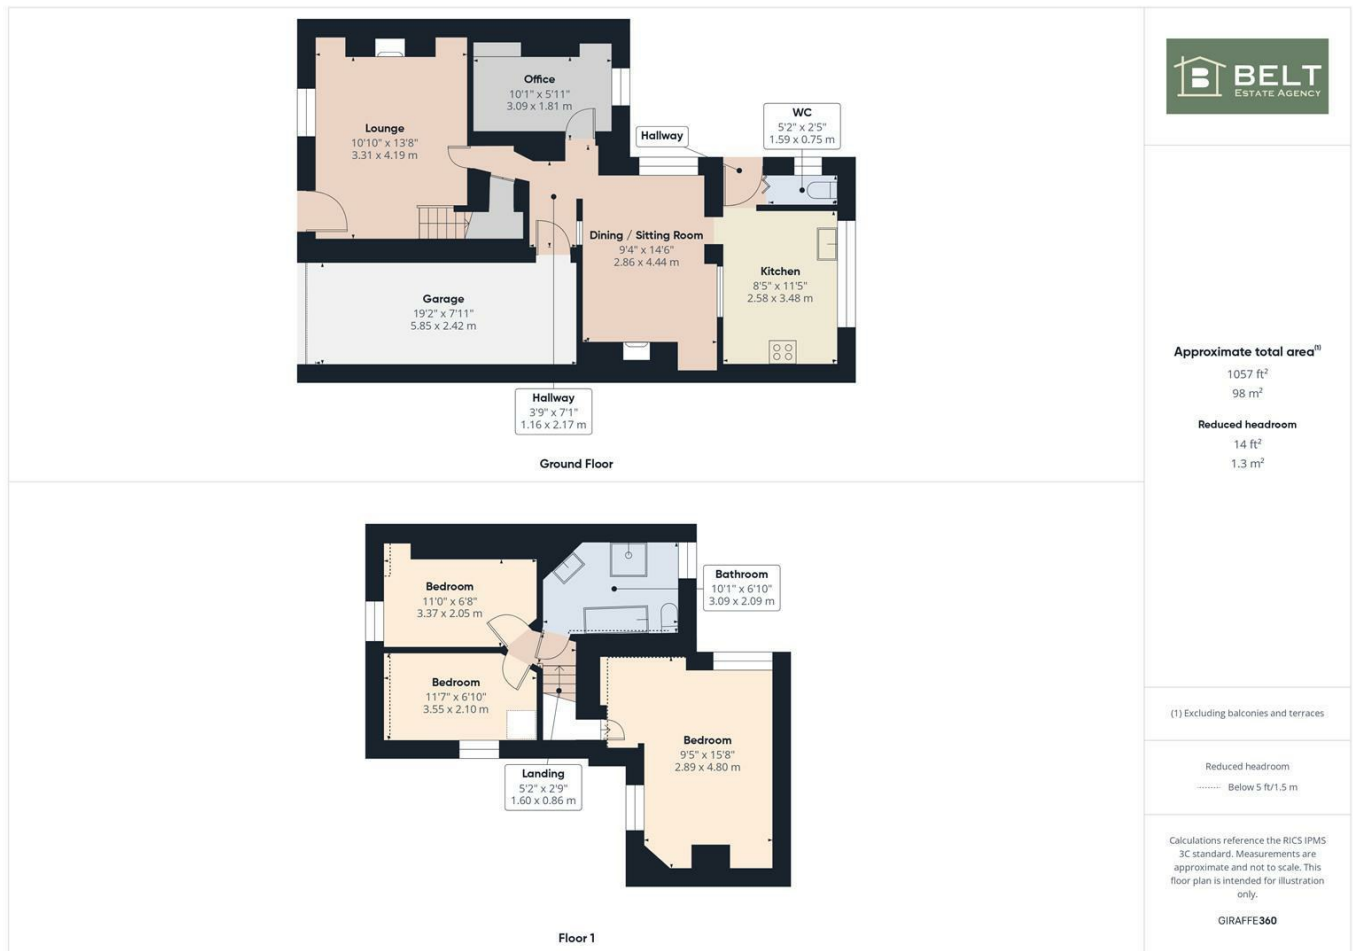 Office
10'1" x 5'11"
3.09 x 1.81 m
Lounge
10'10" x 13'8"
3.31 x 4.19 m
Hallway
WC
5'2" x 2'5"
1.59 x 0.75 m
Dining / Sitting Room
9'4" x 14'6"
2.86 x 4.44 m
Kitchen
8'5" x 11'5"
2.58 x 3.48 m
Garage
19'2" x 7'11"
5.85 x 2.42 m
Hallway
3'9" x 7'1"
1.16 x 2.17 m
Ground Floor
Bedroom
11'0" x 6'8"
3.37 x 2.05 m
Bathroom
10'1" x 6'10"
3.09 x 2.09 m
Bedroom
11'7" x 6'10"
3.55 x 2.10 m
Bedroom
9'5" x 15'8"
2.89 x 4.80 m
Landing
5'2" x 2'9"
1.60 x 0.86 m
Floor 1
B BELT
ESTATE AGENCY
Approximate total area(1)
1057 ft²
98 m²
Reduced headroom
14 ft²
1.3 m²
(1) Excluding balconies and terraces
Reduced headroom
Below 5 ft/1.5 m
Calculations reference the RICS IPMS
3C standard. Measurements are
approximate and not to scale. This
floor plan is intended for illustration
only.
GIRAFFE360